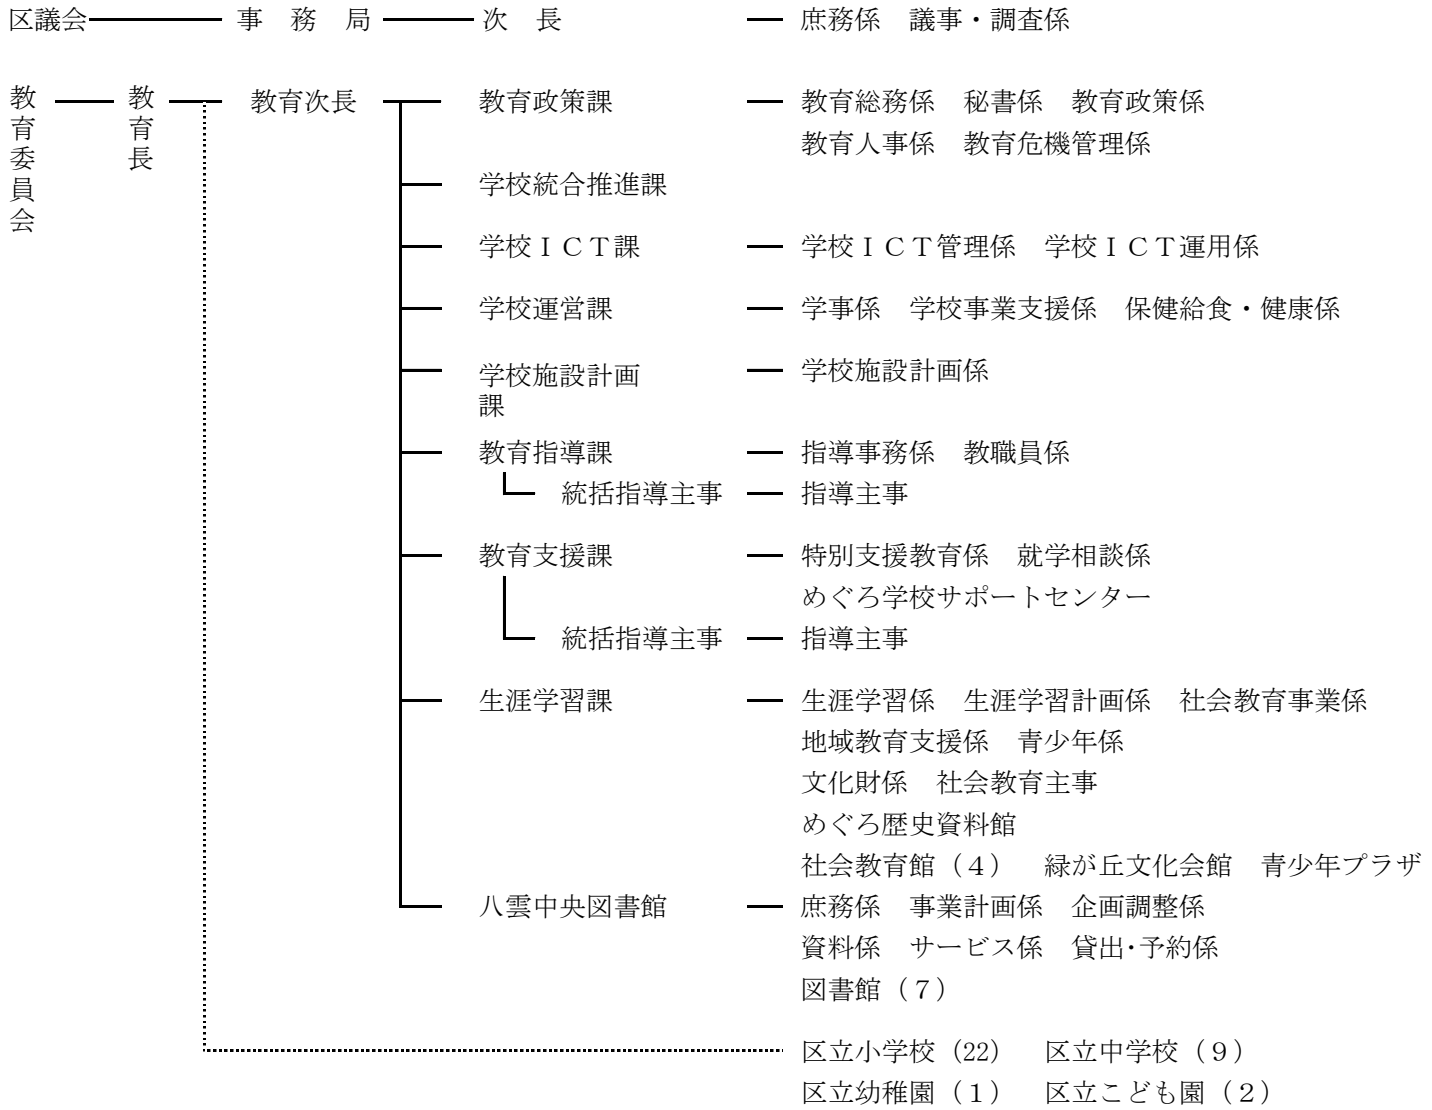 区議会 事務局 次長 庶務係 議事・調査係
教育委員会 教育長 教育次長 教育政策課 教育総務係 秘書係 教育政策係
教育人事係 教育危機管理係
学校統合推進課
学校ＩＣＴ課 学校ＩＣＴ管理係 学校ＩＣＴ運用係
学校運営課 学事係 学校事業支援係 保健給食・健康係
学校施設計画 学校施設計画係
課
教育指導課 指導事務係 教職員係
統括指導主事 指導主事
教育支援課 特別支援教育係 就学相談係
めぐろ学校サポートセンター
統括指導主事 指導主事
生涯学習課 生涯学習係 生涯学習計画係 社会教育事業係
地域教育支援係 青少年係
文化財係 社会教育主事
めぐろ歴史資料館
社会教育館（４） 緑が丘文化会館 青少年プラザ
八雲中央図書館 庶務係 事業計画係 企画調整係
資料係 サービス係 貸出･予約係
図書館（７）
区立小学校（22） 区立中学校（９）
区立幼稚園（１） 区立こども園（２）